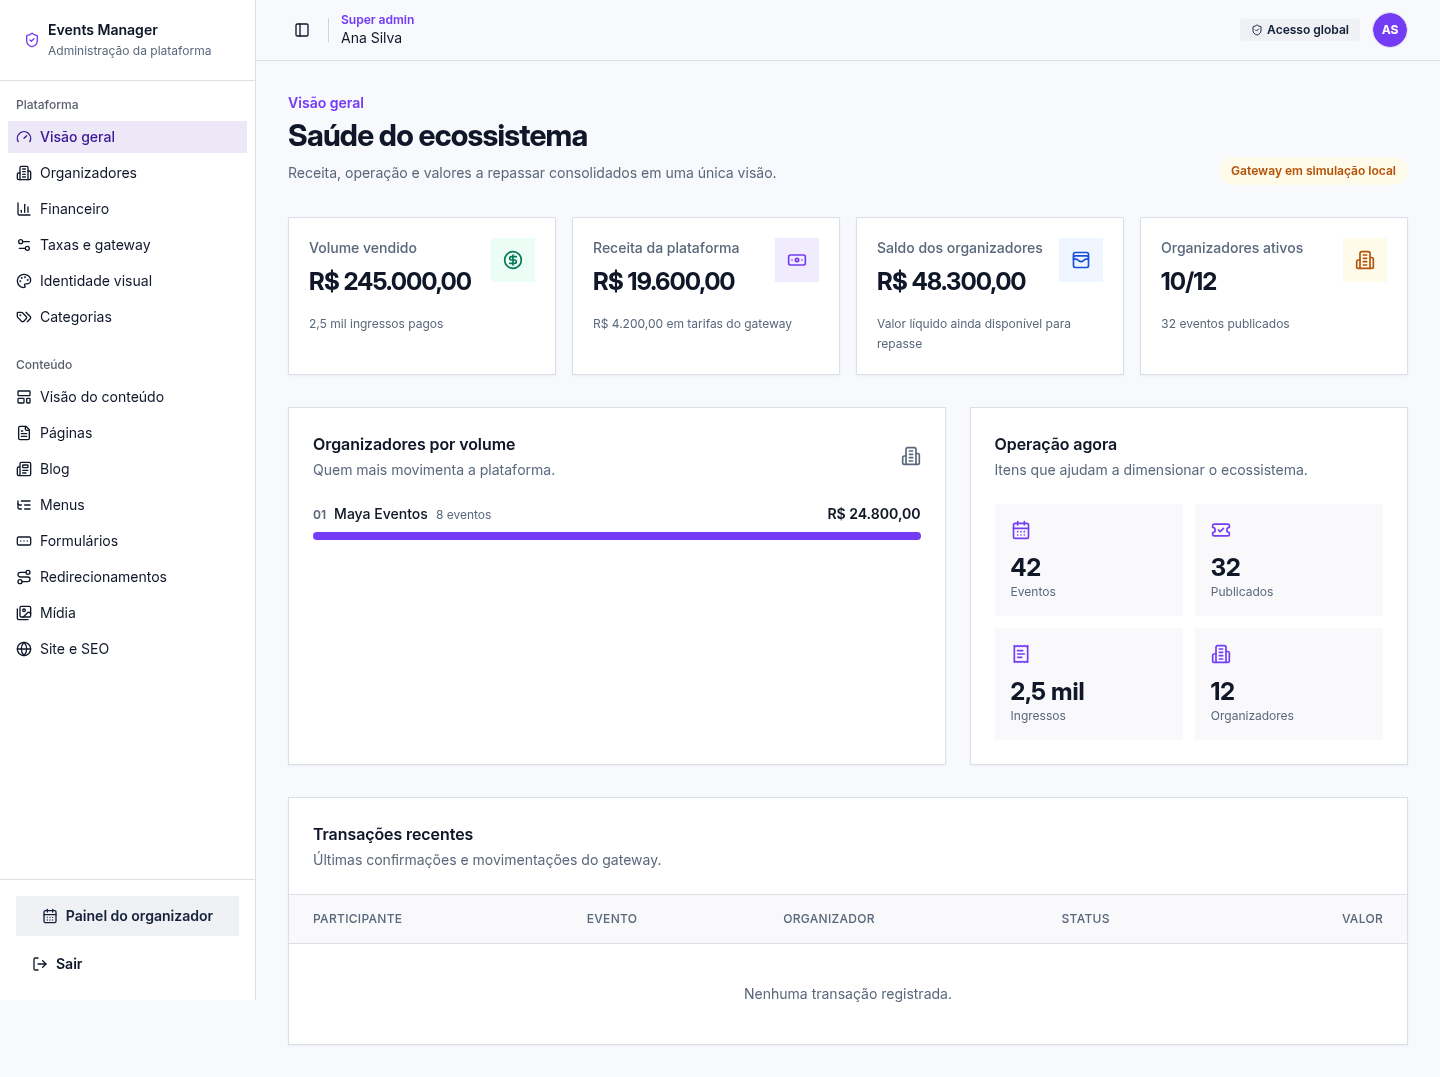 Events Manager
Administração da plataforma
Plataforma
Visão geral
Organizadores
Financeiro
Taxas e gateway
Identidade visual
Categorias
Conteúdo
Visão do conteúdo
Páginas
Blog
Menus
Formulários
Redirecionamentos
Mídia
Site e SEO
Painel do organizador
Sair
Super admin
Ana Silva
Acesso global
AS
Visão geral
Saúde do ecossistema
Receita, operação e valores a repassar consolidados em uma única visão.
Gateway em simulação local
Volume vendido
R$ 245.000,00
2,5 mil ingressos pagos
Receita da plataforma
R$ 19.600,00
R$ 4.200,00 em tarifas do gateway
Saldo dos organizadores
R$ 48.300,00
Valor líquido ainda disponível para
repasse
Organizadores ativos
10/12
32 eventos publicados
Organizadores por volume
Quem mais movimenta a plataforma.
01 Maya Eventos 8 eventos R$ 24.800,00
Operação agora
Itens que ajudam a dimensionar o ecossistema.
42
Eventos
32
Publicados
2,5 mil
Ingressos
12
Organizadores
Transações recentes
Últimas confirmações e movimentações do gateway.
PARTICIPANTE EVENTO ORGANIZADOR STATUS VALOR
Nenhuma transação registrada.